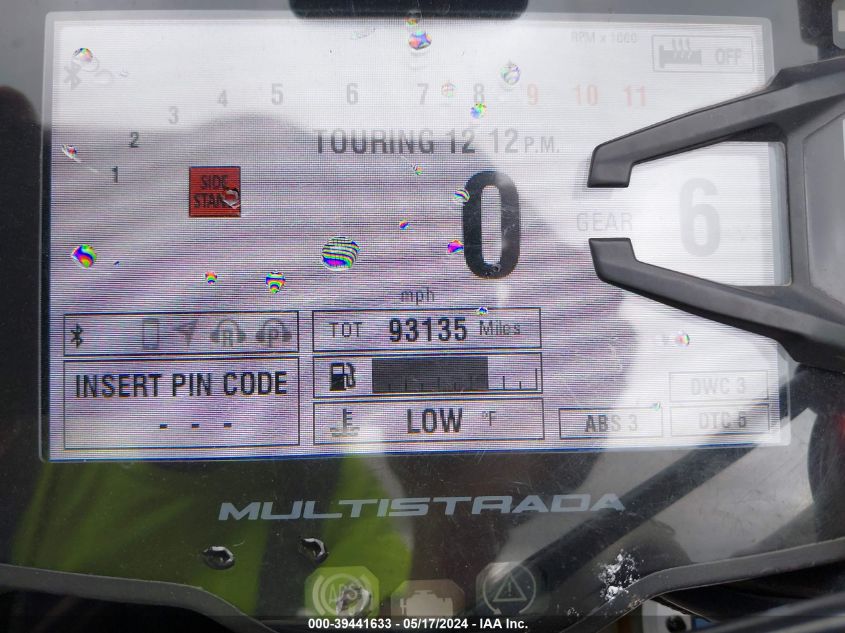 RPM x 1000
OFF
1 2 3 4 5 6 7 8 9 10 11
TOURING 12 12 P.M.
SIDE
STAND
0
mph
GEAR
6
R P
TOT 93135 Miles
INSERT PIN CODE
- - -
LOW °F
ABS 3
DWC 3
DTC 5
MULTISTRADA
ABS
000-39441633 - 05/17/2024 - IAA Inc.